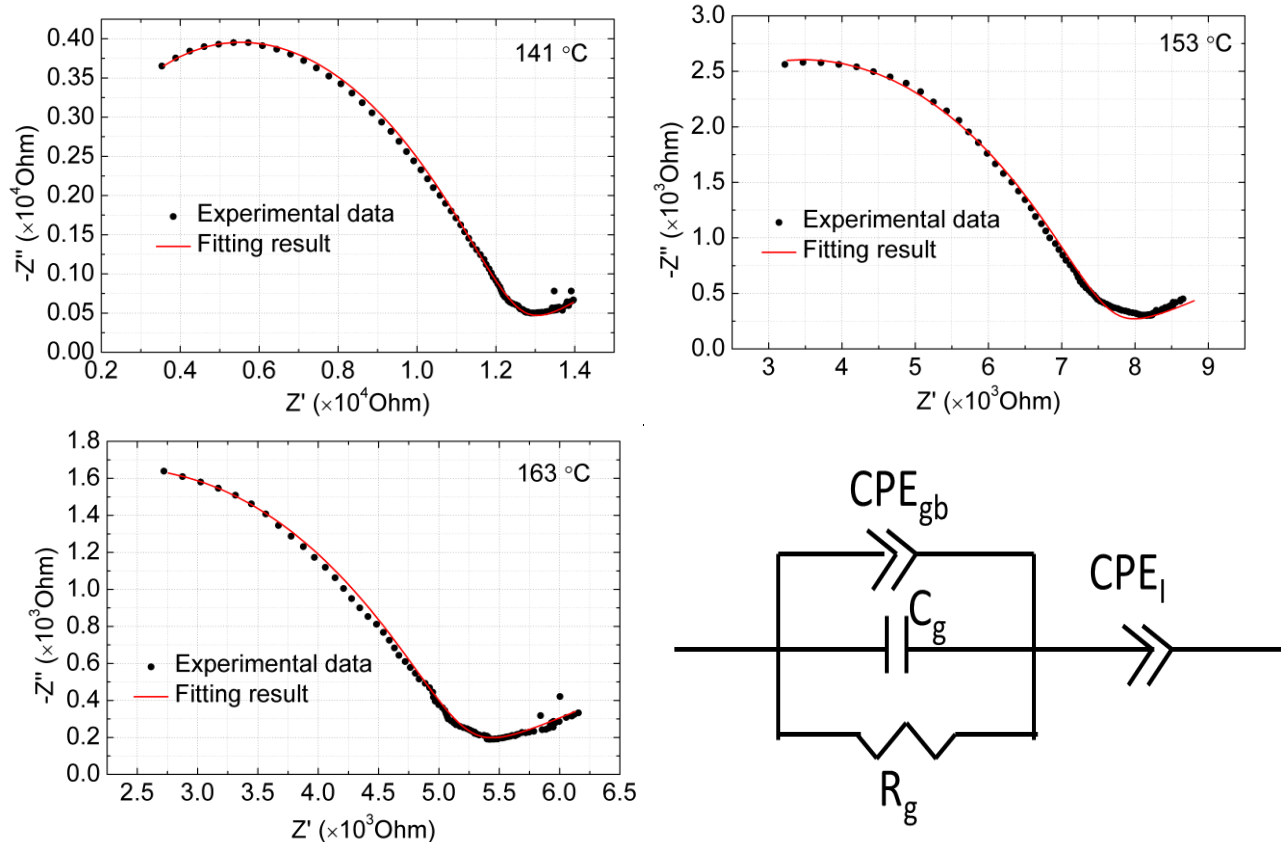 141 °C
-Z'' (×10⁴Ohm)
0.40
0.35
0.30
0.25
0.20
0.15
0.10
0.05
0.00
Experimental data
Fitting result
0.2 0.4 0.6 0.8 1.0 1.2 1.4
Z' (×10⁴Ohm)
153 °C
-Z'' (×10³Ohm)
3.0
2.5
2.0
1.5
1.0
0.5
0.0
Experimental data
Fitting result
3 4 5 6 7 8 9
Z' (×10³Ohm)
163 °C
-Z'' (×10³Ohm)
1.8
1.6
1.4
1.2
1.0
0.8
0.6
0.4
0.2
0.0
Experimental data
Fitting result
2.5 3.0 3.5 4.0 4.5 5.0 5.5 6.0 6.5
Z' (×10³Ohm)
CPE_gb
C_g
R_g
CPE_l